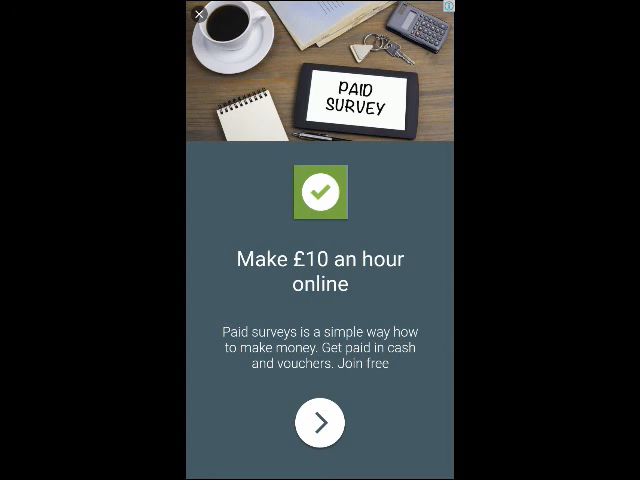 PAID
SURVEY
Make £10 an hour
online
Paid surveys is a simple way how
to make money. Get paid in cash
and vouchers. Join free